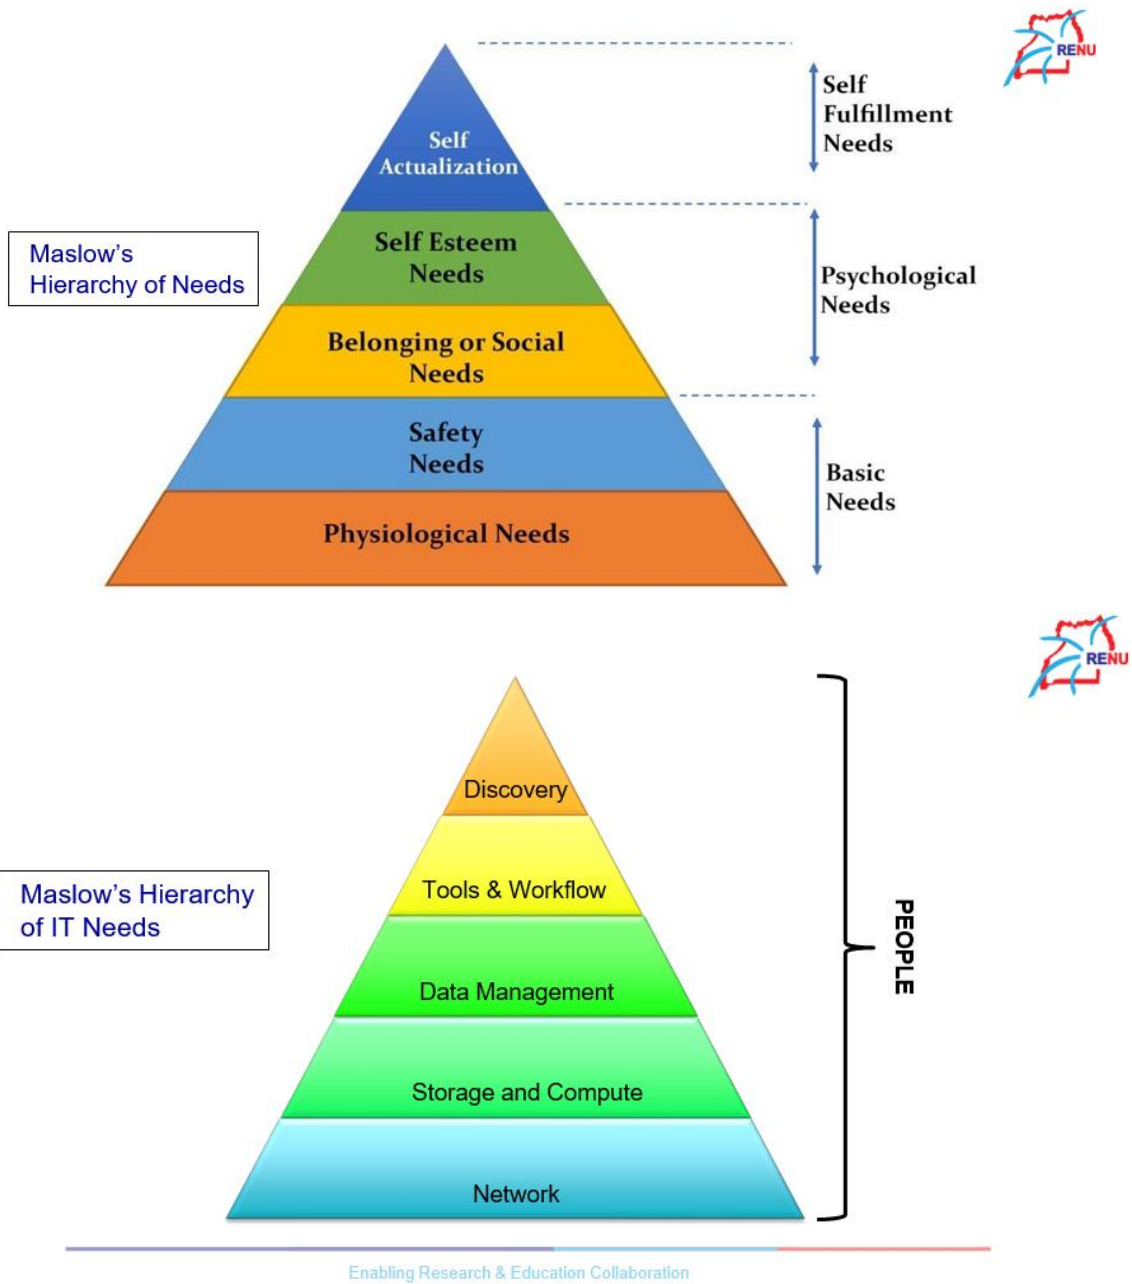 RENU
Self
Fulfillment
Needs
Self
Actualization
Maslow's
Hierarchy of Needs
Self Esteem
Needs
Psychological
Needs
Belonging or Social
Needs
Safety
Needs
Basic
Needs
Physiological Needs
RENU
Discovery
Maslow's Hierarchy
of IT Needs
Tools & Workflow
PEOPLE
Data Management
Storage and Compute
Network
Enabling Research & Education Collaboration